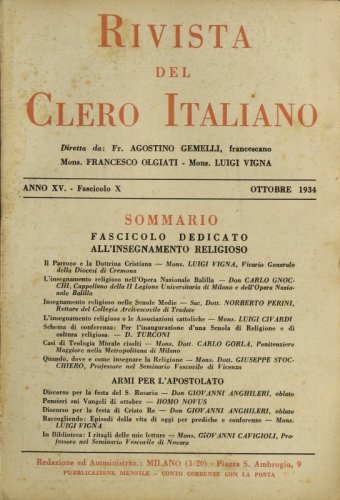 RIVISTA
DEL
CLERO ITALIANO
Diretta da: Fr. AGOSTINO GEMELLI, francescano
Mons. FRANCESCO OLGIATI - Mons. LUIGI VIGNA
ANNO XV. - Fascicolo X OTTOBRE 1934
SOMMARIO
FASCICOLO DEDICATO
ALL'INSEGNAMENTO RELIGIOSO
Il Parroco e la Dottrina Cristiana — Mons. LUIGI VIGNA, Vicario Generale
della Diocesi di Cremona
L'insegnamento religioso nell'Opera Nazionale Balilla — Don CARLO GNOC-
CHI, Cappellano della II Legione Universitaria di Milano e dell'Opera Nazio-
nale Balilla
Insegnamento religioso nelle Scuole Medie — Sac. Dott. NORBERTO PERINI,
Rettore del Collegio Arcivescovile di Tradate
L'insegnamento religioso e le Associazioni cattoliche — Mons. LUIGI CIVARDI
Schema di conferenza: Per l'inaugurazione d'una Scuola di Religione e di
coltura religiosa. — D. TURCONI
Casi di Teologia Morale risolti — Mons. Dott. CARLO GORLA, Penitenziere
Maggiore nella Metropolitana di Milano
Quando, dove e come insegnare la Religione — Mons. Dott. GIUSEPPE STOC-
CHIERO, Professore nel Seminario Vescovile di Vicenza
ARMI PER L'APOSTOLATO
Discorso per la festa del S. Rosario — Don GIOVANNI ANGHILERI, oblato
Pensieri sui Vangeli di ottobre — HOMO NOVUS
Discorso per la festa di Cristo Re — Don GIOVANNI ANGHILERI, oblato
Raccogliendo: Episodi della vita di oggi per prediche e conferenze — Mons.
LUIGI VIGNA
In Biblioteca: I ritagli delle mie letture — Mons. GIOVANNI CAVIGIOLI, Pro-
fessore nel Seminario Vescovile di Novara
Redazione ed Amministraz.: MILANO (3/20) - Piazza S. Ambrogio, 9
PUBBLICAZIONE MENSILE - CONTO CORRENTE CON LA POSTA